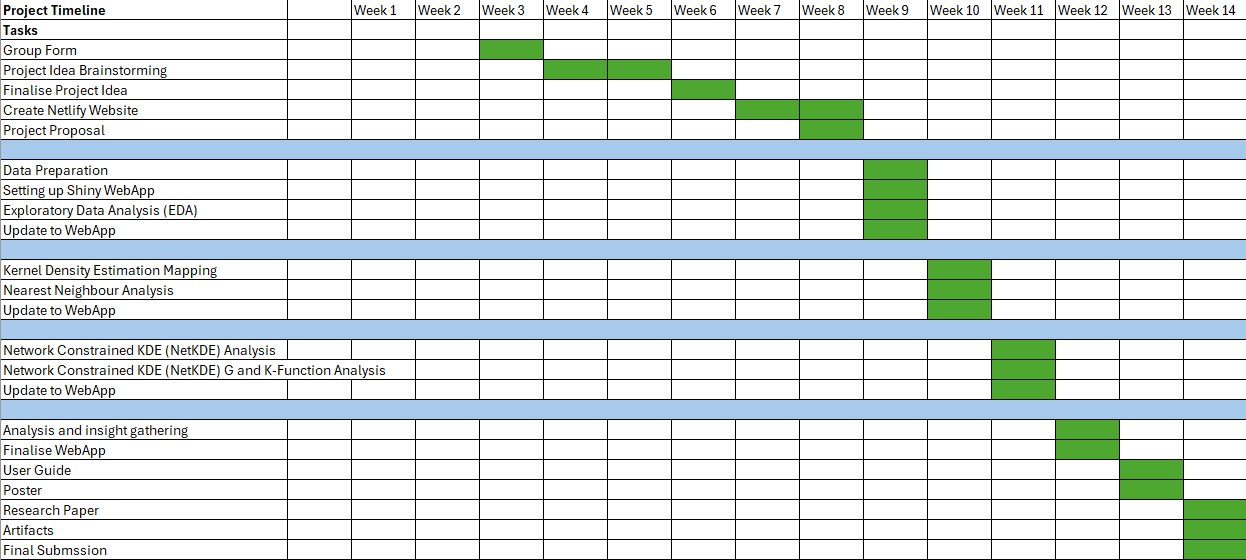 Project Timeline Week 1 Week 2 Week 3 Week 4 Week 5 Week 6 Week 7 Week 8 Week 9 Week 10 Week 11 Week 12 Week 13 Week 14
Tasks
Group Form
Project Idea Brainstorming
Finalise Project Idea
Create Netlify Website
Project Proposal
Data Preparation
Setting up Shiny WebApp
Exploratory Data Analysis (EDA)
Update to WebApp
Kernel Density Estimation Mapping
Nearest Neighbour Analysis
Update to WebApp
Network Constrained KDE (NetKDE) Analysis
Network Constrained KDE (NetKDE) G and K-Function Analysis
Update to WebApp
Analysis and insight gathering
Finalise WebApp
User Guide
Poster
Research Paper
Artifacts
Final Submssion